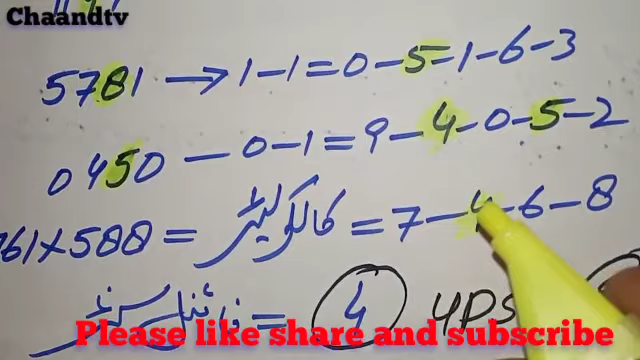 Chaandtv
5781 → 1-1=0-5-1-6-3
0450 — 0-1=9-4-0-5-2
761×588 = کالکولیٹر = 7-4-6-8
= 4 4PS
Please like share and subscribe